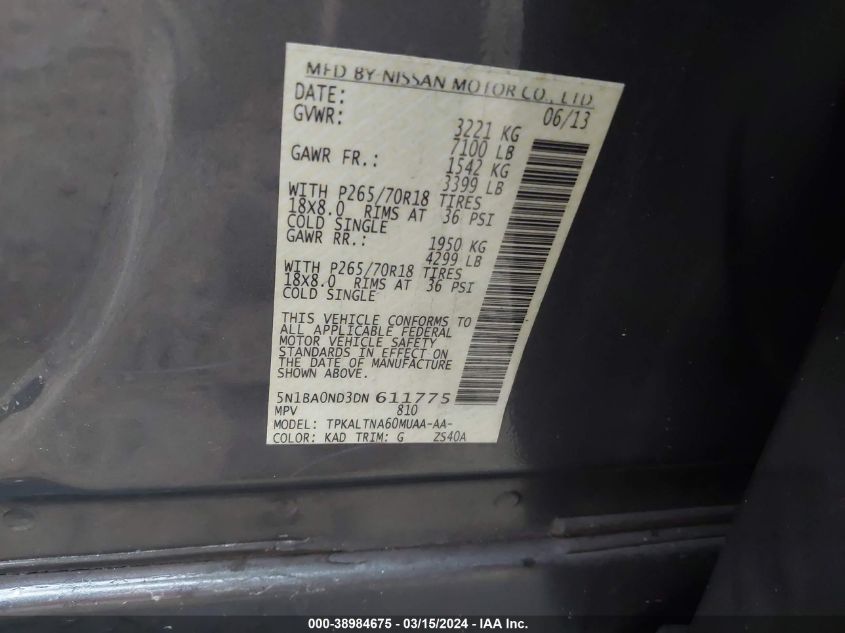 MFD BY NISSAN MOTOR CO., LTD
DATE: 06/13
GVWR: 3221 KG
7100 LB
GAWR FR.: 1542 KG
3399 LB
WITH P265/70R18 TIRES
18X8.0 RIMS AT 36 PSI
COLD SINGLE
GAWR RR.: 1950 KG
4299 LB
WITH P265/70R18 TIRES
18X8.0 RIMS AT 36 PSI
COLD SINGLE
THIS VEHICLE CONFORMS TO
ALL APPLICABLE FEDERAL
MOTOR VEHICLE SAFETY
STANDARDS IN EFFECT ON
THE DATE OF MANUFACTURE
SHOWN ABOVE.
5N1BA0ND3DN 611775
MPV 810
MODEL: TPKALTNA60MUAA-AA-
COLOR: KAD TRIM: G ZS40A
000-38984675 - 03/15/2024 - IAA Inc.